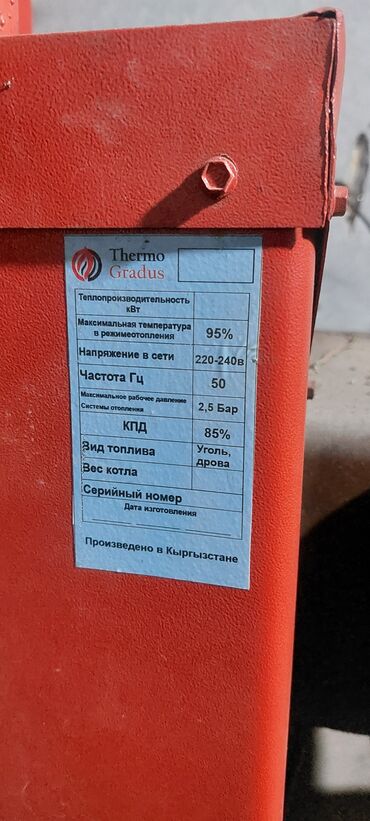 Thermo
Gradus
Теплопроизводительность
кВт
Максимальная температура
в режимеотопления
95%
Напряжение в сети 220-240в
Частота Гц 50
Максимальное рабочее давление
Системы отопления
2,5 Бар
КПД 85%
Вид топлива Уголь,
дрова
Вес котла
Серийный номер
Дата изготовления
Произведено в Кыргызстане